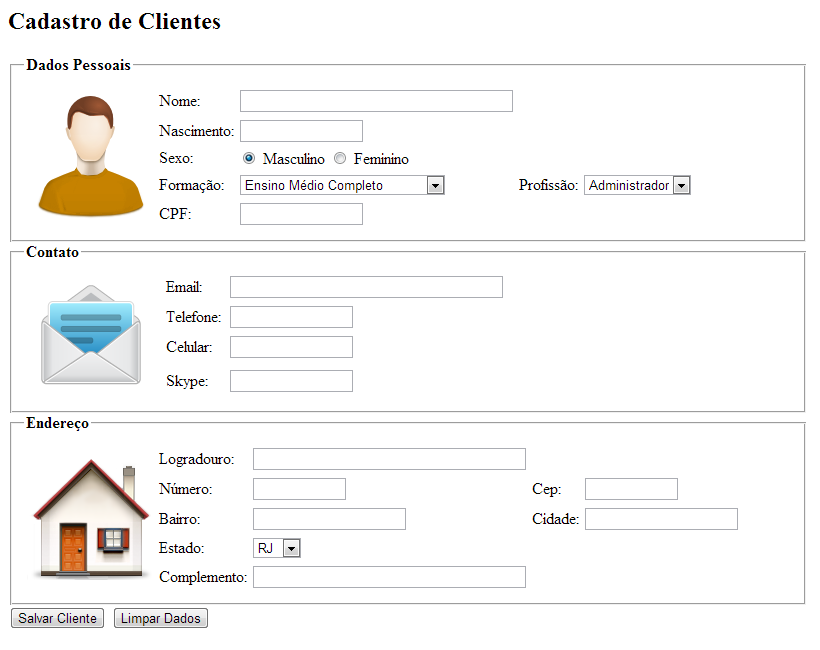 Cadastro de Clientes
Dados Pessoais
Nome:
Nascimento:
Sexo: Masculino Feminino
Formação: Ensino Médio Completo Profissão: Administrador
CPF:
Contato
Email:
Telefone:
Celular:
Skype:
Endereço
Logradouro:
Número: Cep:
Bairro: Cidade:
Estado: RJ
Complemento:
Salvar Cliente Limpar Dados